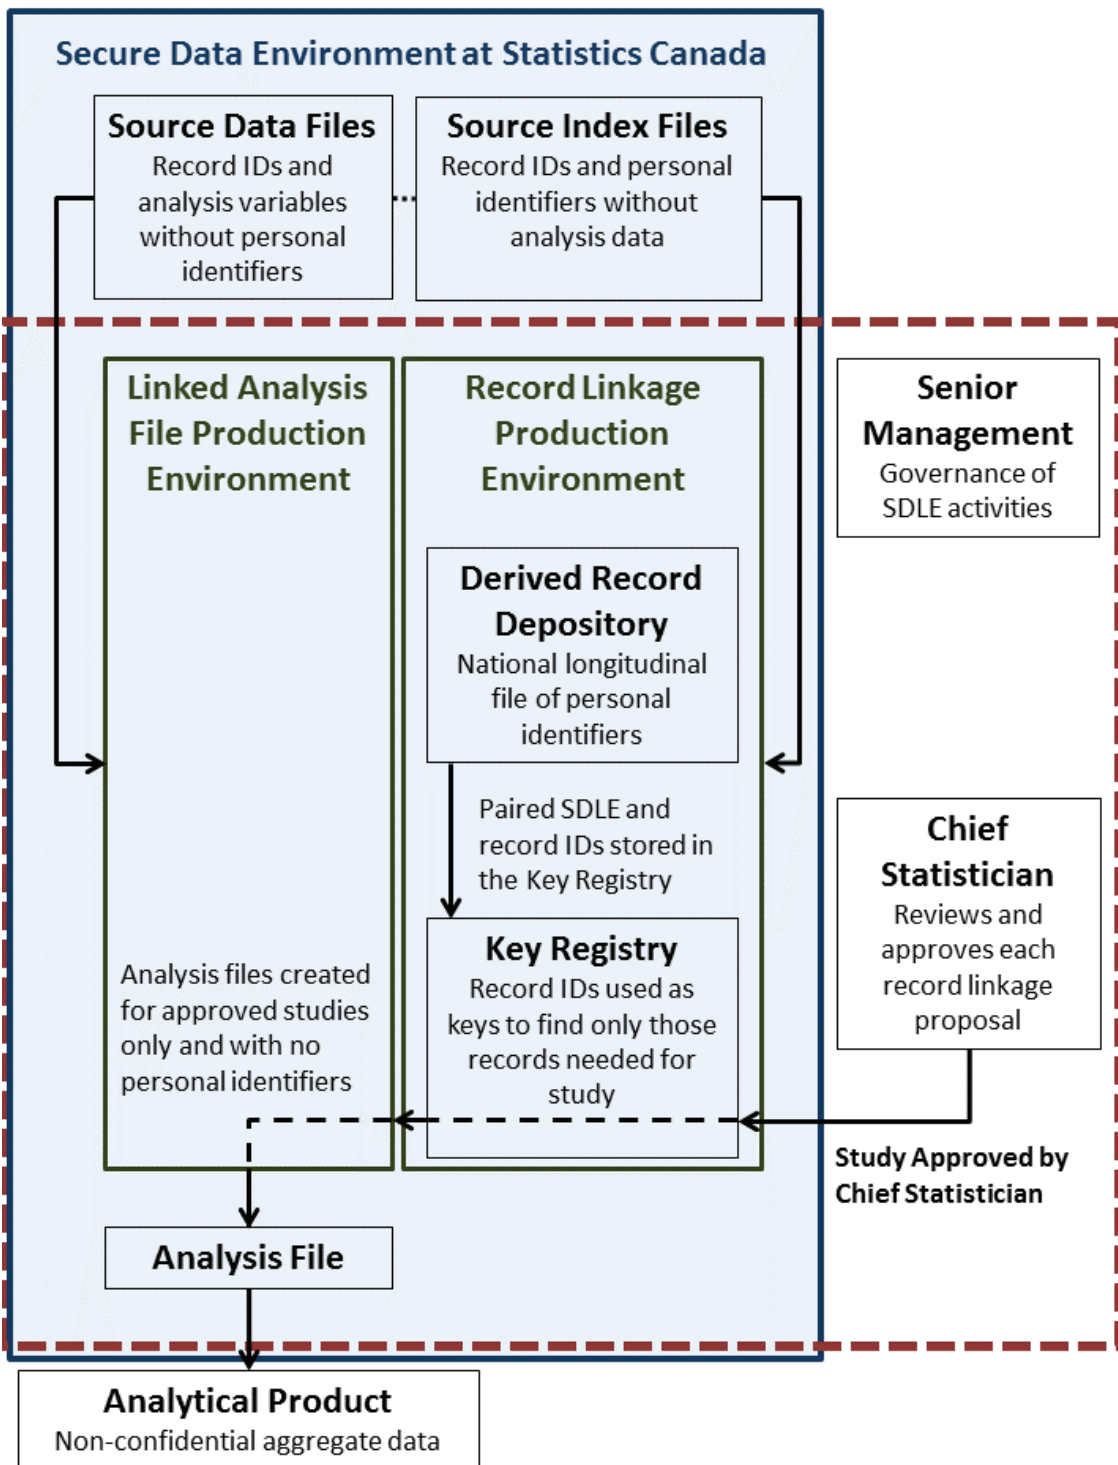 Secure Data Environment at Statistics Canada
Source Data Files
Record IDs and
analysis variables
without personal
identifiers
Source Index Files
Record IDs and personal
identifiers without
analysis data
Linked Analysis
File Production
Environment
Record Linkage
Production
Environment
Senior
Management
Governance of
SDLE activities
Derived Record
Depository
National longitudinal
file of personal
identifiers
Paired SDLE and
record IDs stored in
the Key Registry
Chief
Statistician
Reviews and
approves each
record linkage
proposal
Analysis files created
for approved studies
only and with no
personal identifiers
Key Registry
Record IDs used as
keys to find only those
records needed for
study
Study Approved by
Chief Statistician
Analysis File
Analytical Product
Non-confidential aggregate data